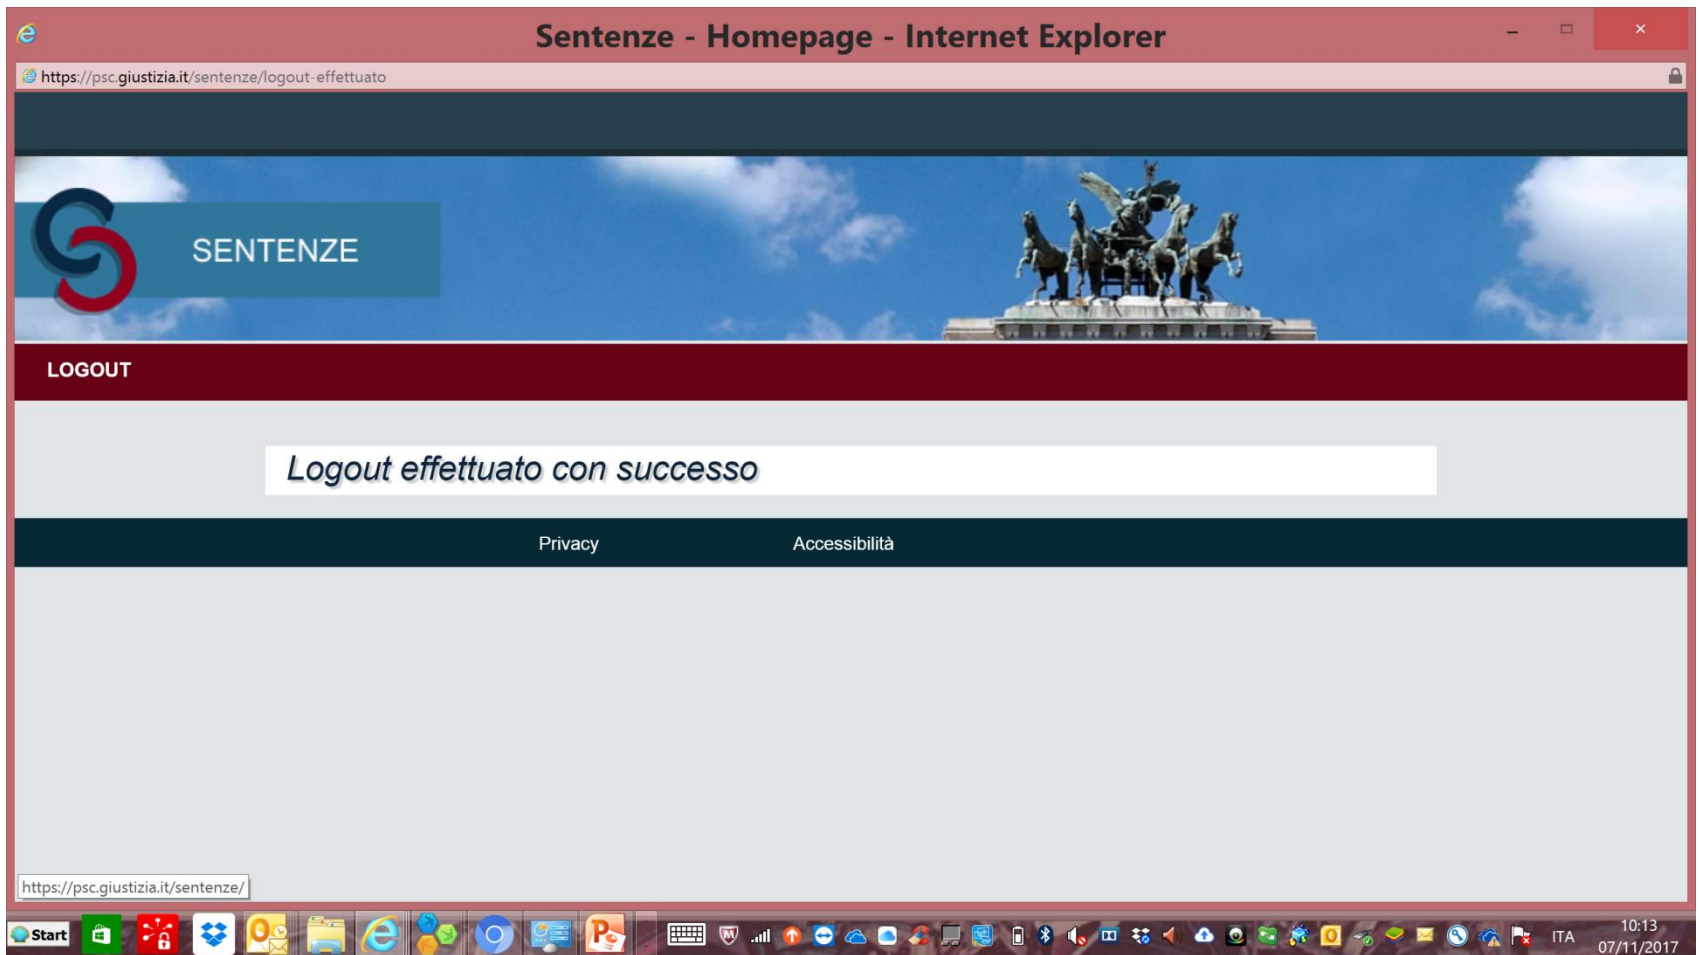 Sentenze - Homepage - Internet Explorer
https://psc.giustizia.it/sentenze/logout-effettuato
SENTENZE
LOGOUT
Logout effettuato con successo
Privacy Accessibilità
https://psc.giustizia.it/sentenze/
Start ITA 10:13
07/11/2017